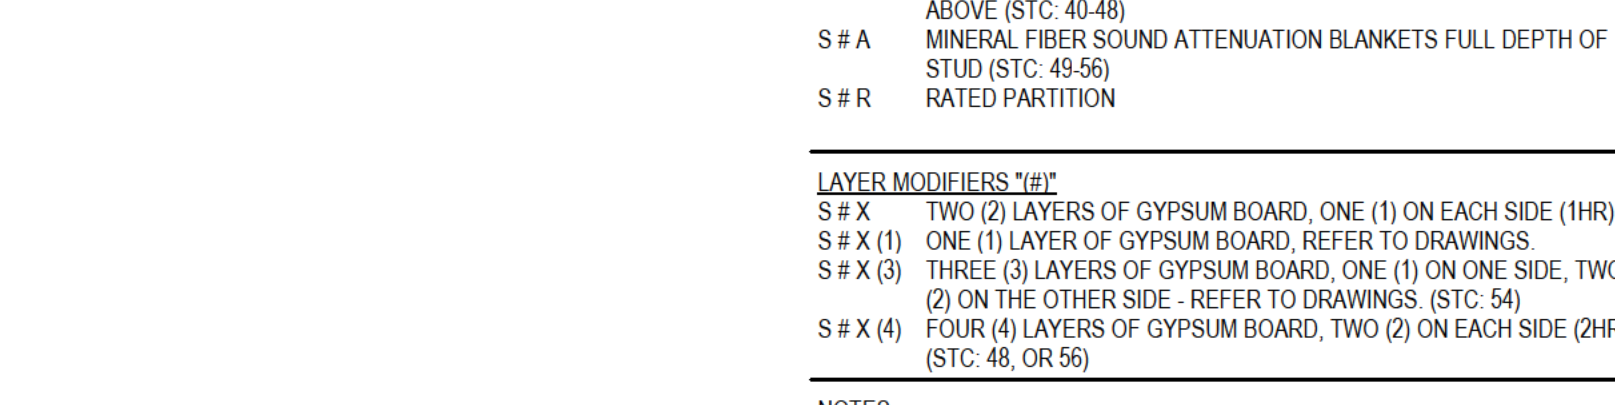 ABOVE (STC: 40-48)
S # A MINERAL FIBER SOUND ATTENUATION BLANKETS FULL DEPTH OF
STUD (STC: 49-56)
S # R RATED PARTITION
LAYER MODIFIERS "(#)"
S # X TWO (2) LAYERS OF GYPSUM BOARD, ONE (1) ON EACH SIDE (1HR)
S # X (1) ONE (1) LAYER OF GYPSUM BOARD, REFER TO DRAWINGS.
S # X (3) THREE (3) LAYERS OF GYPSUM BOARD, ONE (1) ON ONE SIDE, TWO
(2) ON THE OTHER SIDE - REFER TO DRAWINGS. (STC: 54)
S # X (4) FOUR (4) LAYERS OF GYPSUM BOARD, TWO (2) ON EACH SIDE (2HR
(STC: 48, OR 56)
NOTES